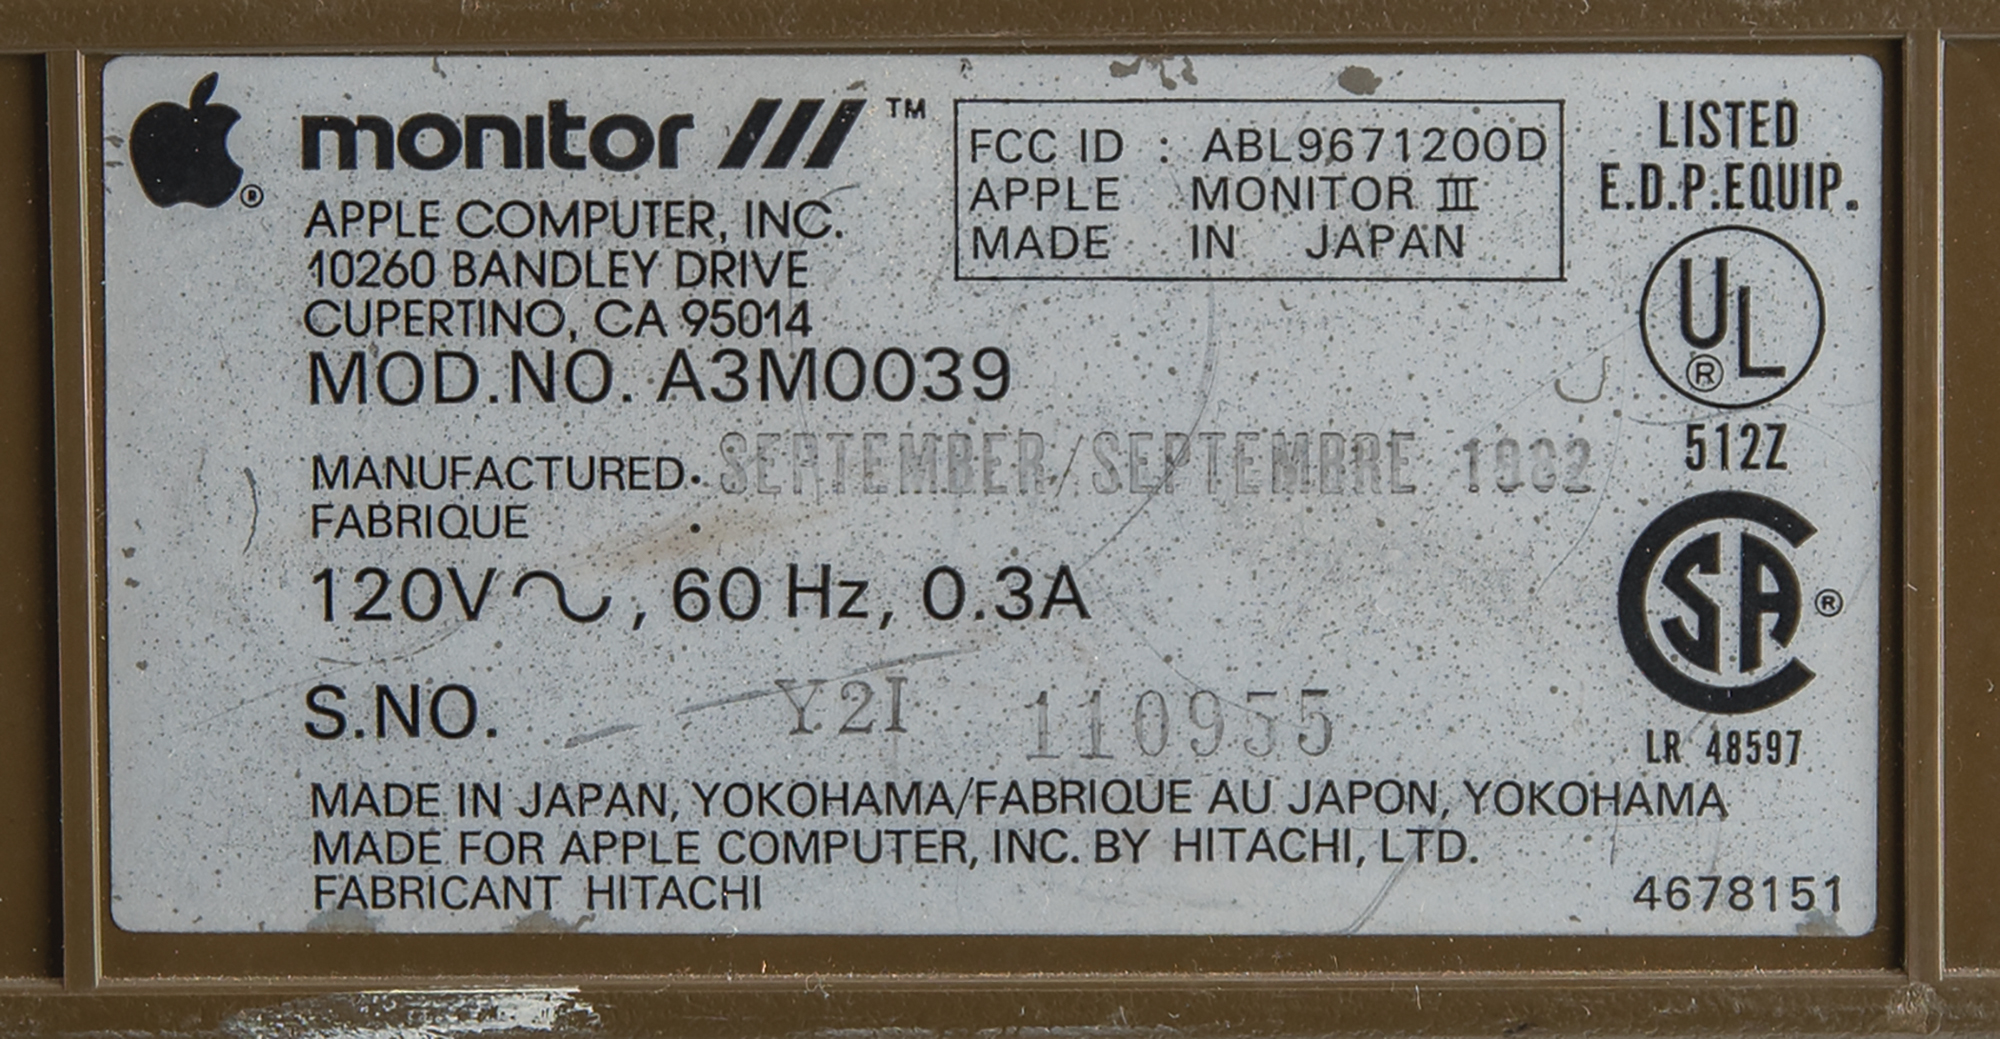 monitor ///™
APPLE COMPUTER, INC.
10260 BANDLEY DRIVE
CUPERTINO, CA 95014
MOD.NO. A3M0039
FCC ID : ABL9671200D
APPLE MONITOR III
MADE IN JAPAN
LISTED
E.D.P.EQUIP.
UL®
512Z
MANUFACTURED· SEPTEMBER/SEPTEMBRE 1982
FABRIQUE ·
120V～, 60 Hz, 0.3A
CSA®
S.NO. Y2I 110955
LR 48597
MADE IN JAPAN, YOKOHAMA/FABRIQUE AU JAPON, YOKOHAMA
MADE FOR APPLE COMPUTER, INC. BY HITACHI, LTD.
FABRICANT HITACHI
4678151